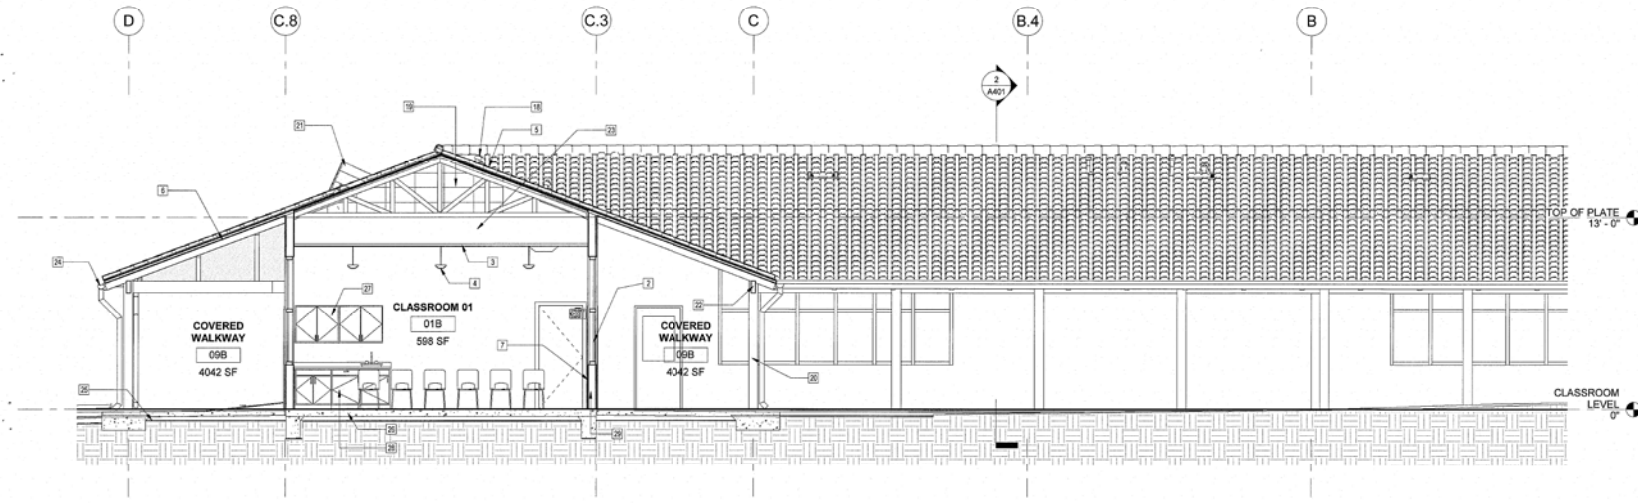 D
C.8
C.3
C
B.4
B
2
A401
19
18
21
5
23
6
TOP OF PLATE
13' - 0"
3
24
4
2
27
22
CLASSROOM 01
01B
598 SF
COVERED
WALKWAY
09B
4042 SF
COVERED
WALKWAY
09B
4042 SF
7
20
26
CLASSROOM
LEVEL
0"
25
29
28